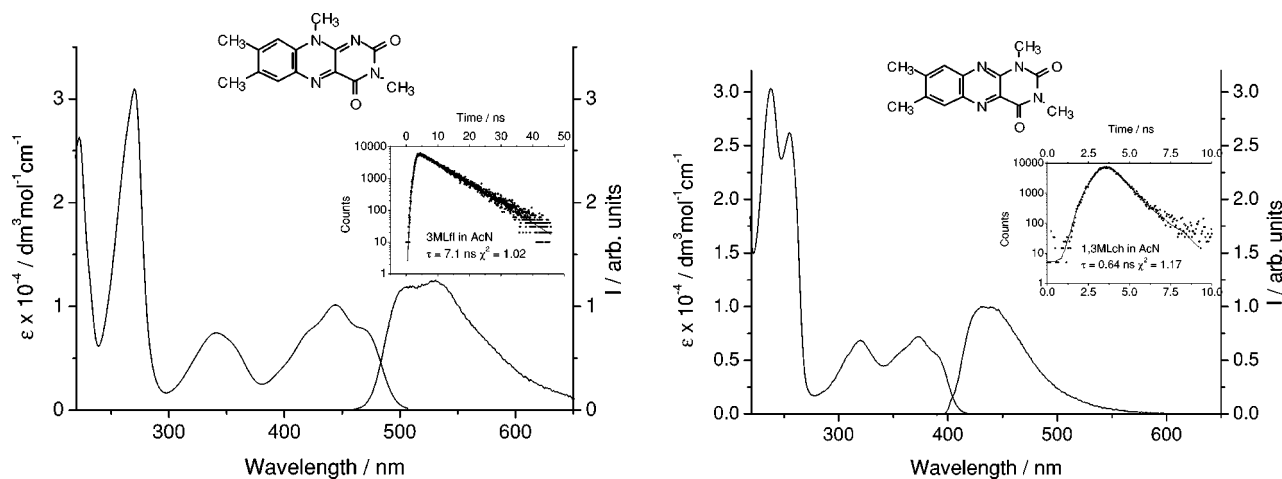 CH₃
CH₃
CH₃
N
N
O
N
N
CH₃
O
Time / ns
0 10 20 30 40 50
10000
1000
100
10
1
Counts
3MLfl in AcN
τ = 7.1 ns χ² = 1.02
3
2
1
0
ε x 10⁻⁴ / dm³mol⁻¹cm⁻¹
3
2
1
0
I / arb. units
300 400 500 600
Wavelength / nm
CH₃
CH₃
CH₃
N
N
O
N
N
CH₃
O
Time / ns
0.0 2.5 5.0 7.5 10.0
10000
1000
100
10
1
Counts
1,3MLch in AcN
τ = 0.64 ns χ² = 1.17
0.0 2.5 5.0 7.5 10.0
3.0
2.5
2.0
1.5
1.0
0.5
0.0
ε x 10⁻⁴ / dm³mol⁻¹cm⁻¹
3.0
2.5
2.0
1.5
1.0
0.5
0.0
I / arb. units
300 400 500 600
Wavelength / nm